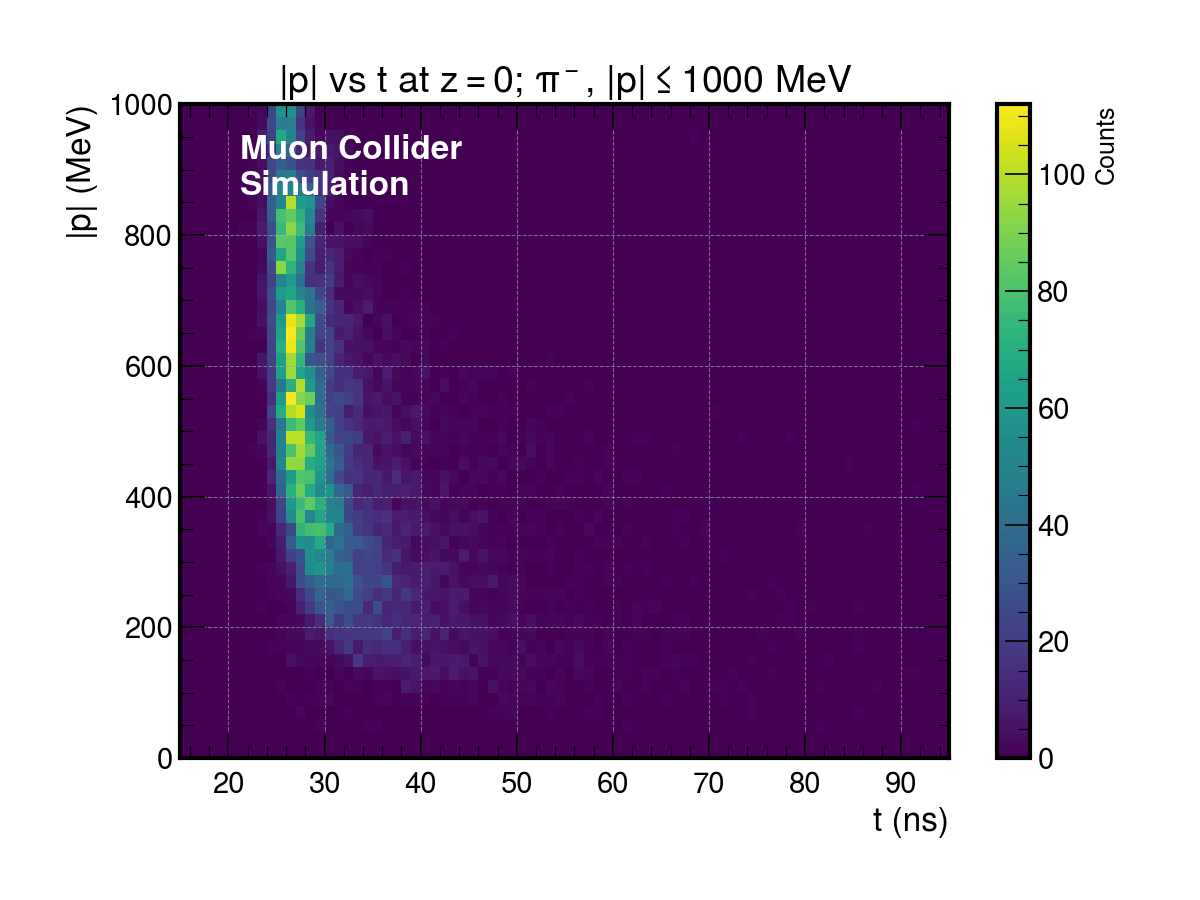 |p| vs t at z = 0; π⁻, |p| ≤ 1000 MeV
|p| (MeV)
1000
800
600
400
200
0
Muon Collider
Simulation
20 30 40 50 60 70 80 90
t (ns)
Counts
100
80
60
40
20
0